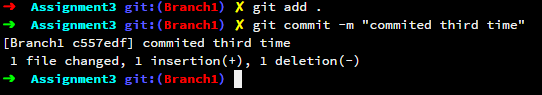 ➜ Assignment3 git:(Branch1) ✗ git add .
➜ Assignment3 git:(Branch1) ✗ git commit -m "commited third time"
[Branch1 c557edf] commited third time
 1 file changed, 1 insertion(+), 1 deletion(-)
➜ Assignment3 git:(Branch1)